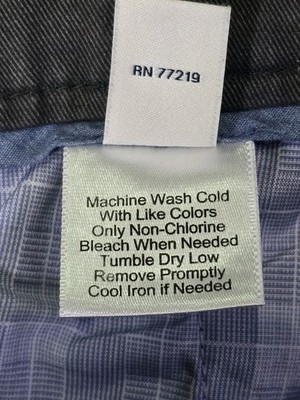 RN 77219
Machine Wash Cold
With Like Colors
Only Non-Chlorine
Bleach When Needed
Tumble Dry Low
Remove Promptly
Cool Iron if Needed